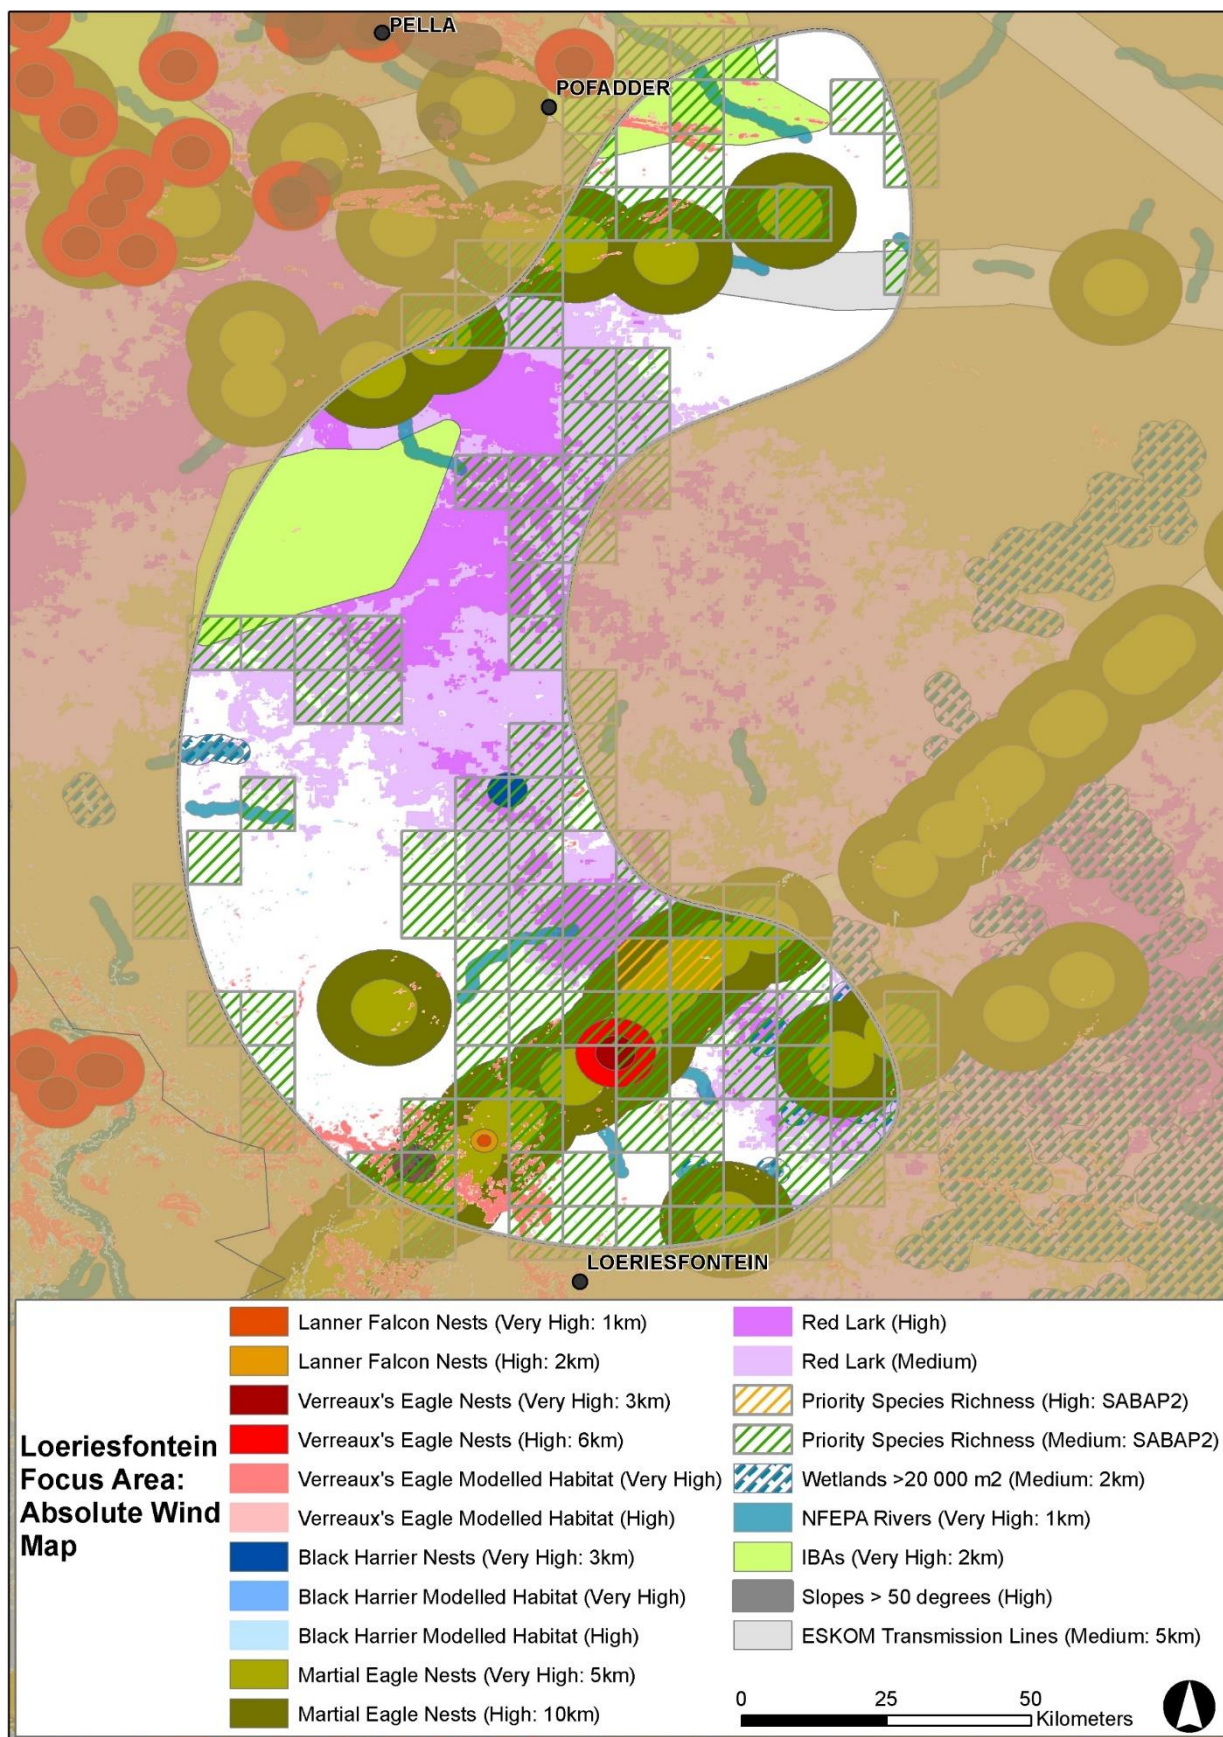 PELLA
POFADDER
LOERIESFONTEIN
Loeriesfontein
Focus Area:
Absolute Wind
Map
Lanner Falcon Nests (Very High: 1km)
Lanner Falcon Nests (High: 2km)
Verreaux's Eagle Nests (Very High: 3km)
Verreaux's Eagle Nests (High: 6km)
Verreaux's Eagle Modelled Habitat (Very High)
Verreaux's Eagle Modelled Habitat (High)
Black Harrier Nests (Very High: 3km)
Black Harrier Modelled Habitat (Very High)
Black Harrier Modelled Habitat (High)
Martial Eagle Nests (Very High: 5km)
Martial Eagle Nests (High: 10km)
Red Lark (High)
Red Lark (Medium)
Priority Species Richness (High: SABAP2)
Priority Species Richness (Medium: SABAP2)
Wetlands >20 000 m2 (Medium: 2km)
NFEPA Rivers (Very High: 1km)
IBAs (Very High: 2km)
Slopes > 50 degrees (High)
ESKOM Transmission Lines (Medium: 5km)
0 25 50
Kilometers